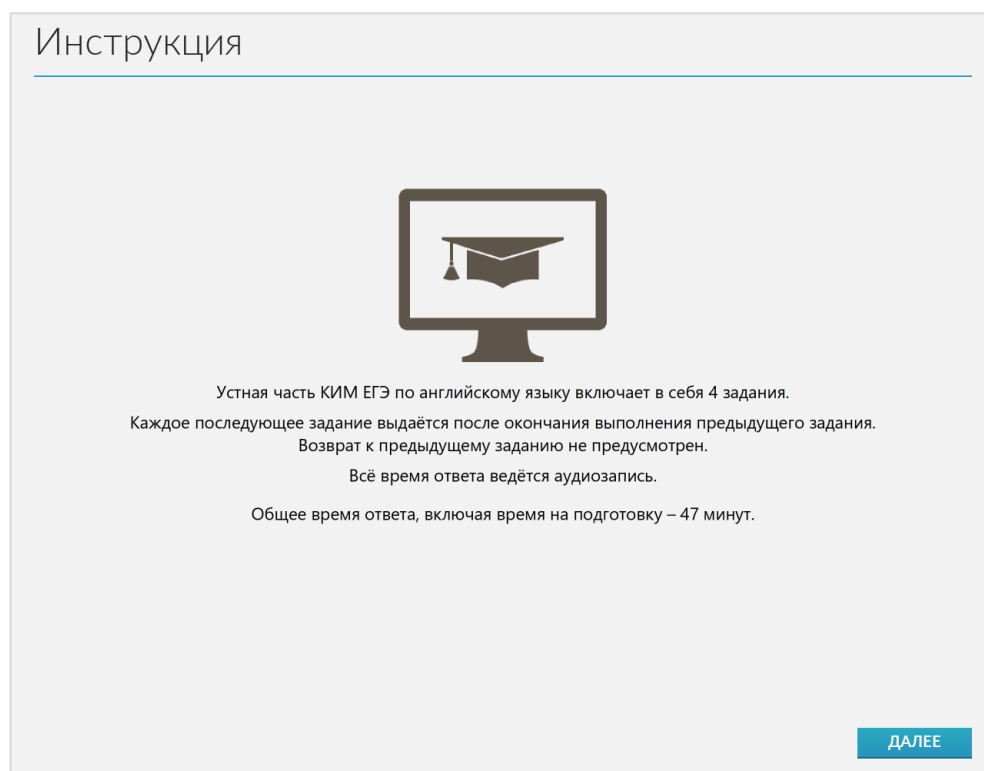 Инструкция
Устная часть КИМ ЕГЭ по английскому языку включает в себя 4 задания.
Каждое последующее задание выдаётся после окончания выполнения предыдущего задания.
Возврат к предыдущему заданию не предусмотрен.
Всё время ответа ведётся аудиозапись.
Общее время ответа, включая время на подготовку – 47 минут.
ДАЛЕЕ